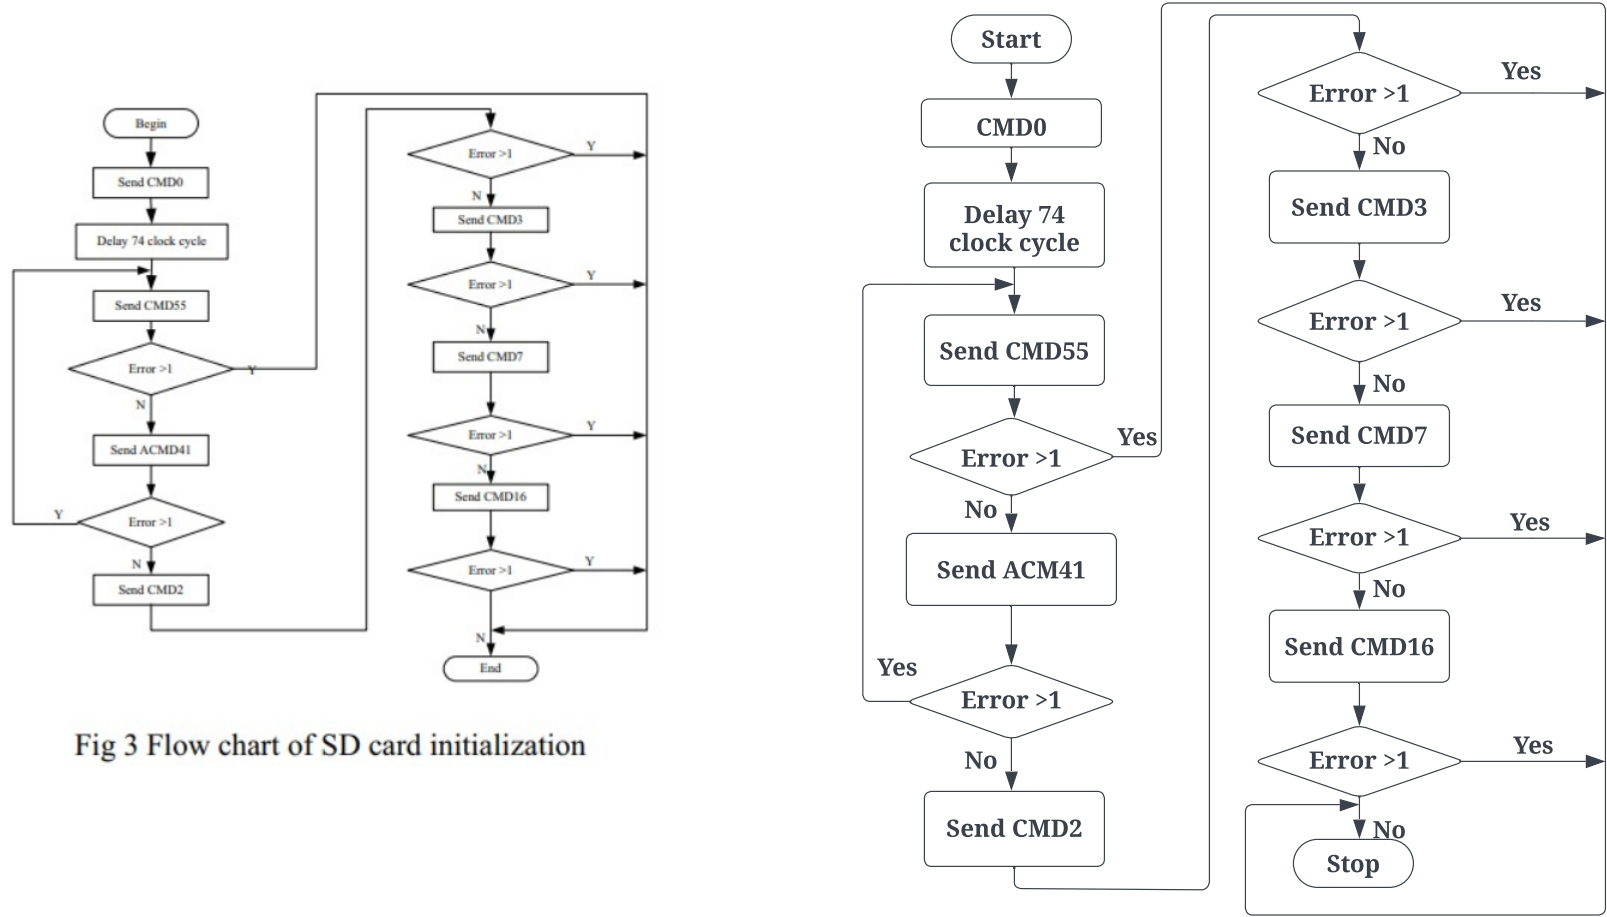 Begin
Send CMD0
Delay 74 clock cycle
Send CMD55
Error >1
Y
N
Send ACMD41
Error >1
Y
N
Send CMD2
Error >1
Y
N
Send CMD3
Error >1
Y
N
Send CMD7
Error >1
Y
N
Send CMD16
Error >1
Y
N
End
Fig 3 Flow chart of SD card initialization
Start
CMD0
Delay 74
clock cycle
Send CMD55
Error >1
Yes
No
Send ACM41
Yes
Error >1
No
Send CMD2
Yes
Error >1
No
Send CMD3
Yes
Error >1
No
Send CMD7
Yes
Error >1
No
Send CMD16
Yes
Error >1
No
Stop